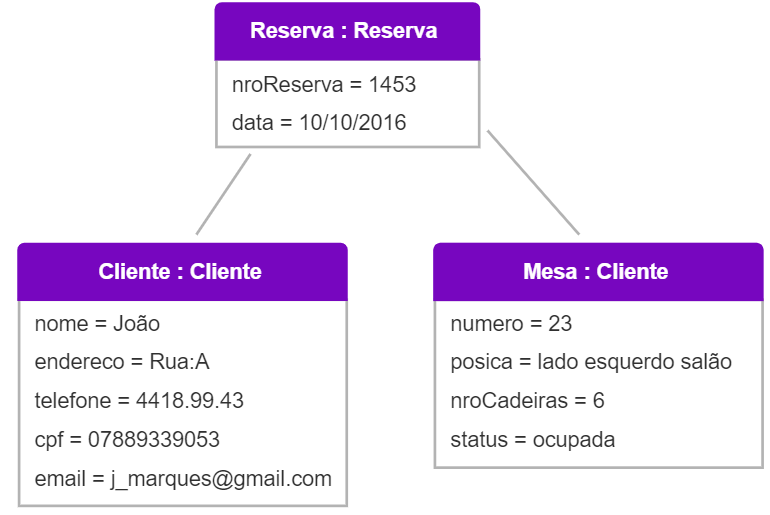 Reserva : Reserva
nroReserva = 1453
data = 10/10/2016
Cliente : Cliente
nome = João
endereco = Rua:A
telefone = 4418.99.43
cpf = 07889339053
email = j_marques@gmail.com
Mesa : Cliente
numero = 23
posica = lado esquerdo salão
nroCadeiras = 6
status = ocupada